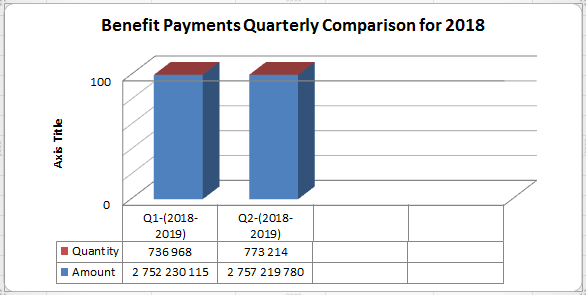 Benefit Payments Quarterly Comparison for 2018
100
Axis Title
0
Q1-(2018-
2019)
Q2-(2018-
2019)
Quantity 736 968 773 214
Amount 2 752 230 115 2 757 219 780